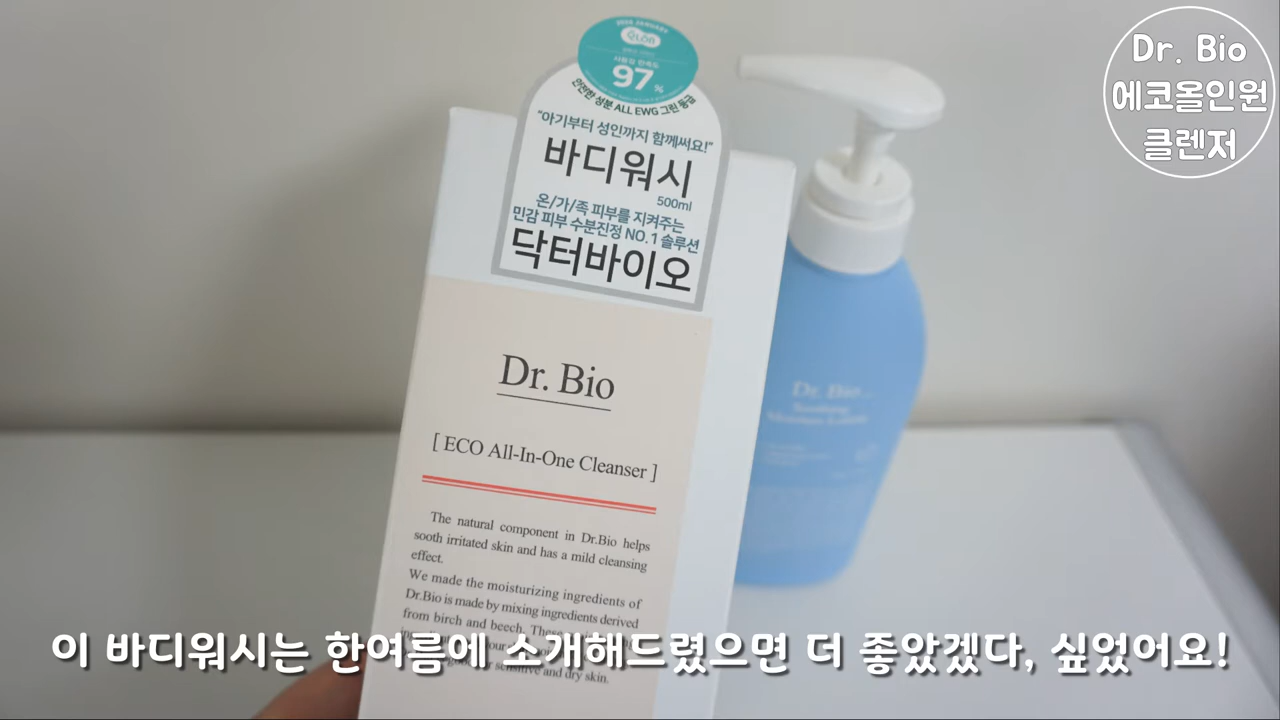 Dr. Bio
에코올인원
클렌저
2020 JANUARY
97 %
안전한 성분 ALL EWG 그린 등급
"아기부터 성인까지 함께써요!"
바디워시
500ml
온/가/족 피부를 지켜주는
민감 피부 수분진정 NO.1 솔루션
닥터바이오
Dr. Bio
[ ECO All-In-One Cleanser ]
The natural component in Dr.Bio helps
sooth irritated skin and has a mild cleansing
effect.
We made the moisturizing ingredients of
Dr.Bio is made by mixing ingredients derived
from birch and beech.
sensitive and dry skin.
Dr. Bio
이 바디워시는 한여름에 소개해드렸으면 더 좋았겠다, 싶었어요!